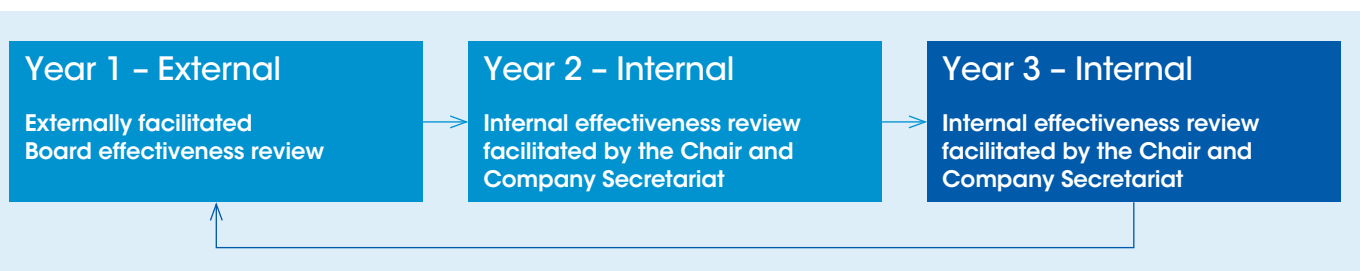 Year 1 – External
Externally facilitated
Board effectiveness review
Year 2 – Internal
Internal effectiveness review
facilitated by the Chair and
Company Secretariat
Year 3 – Internal
Internal effectiveness review
facilitated by the Chair and
Company Secretariat